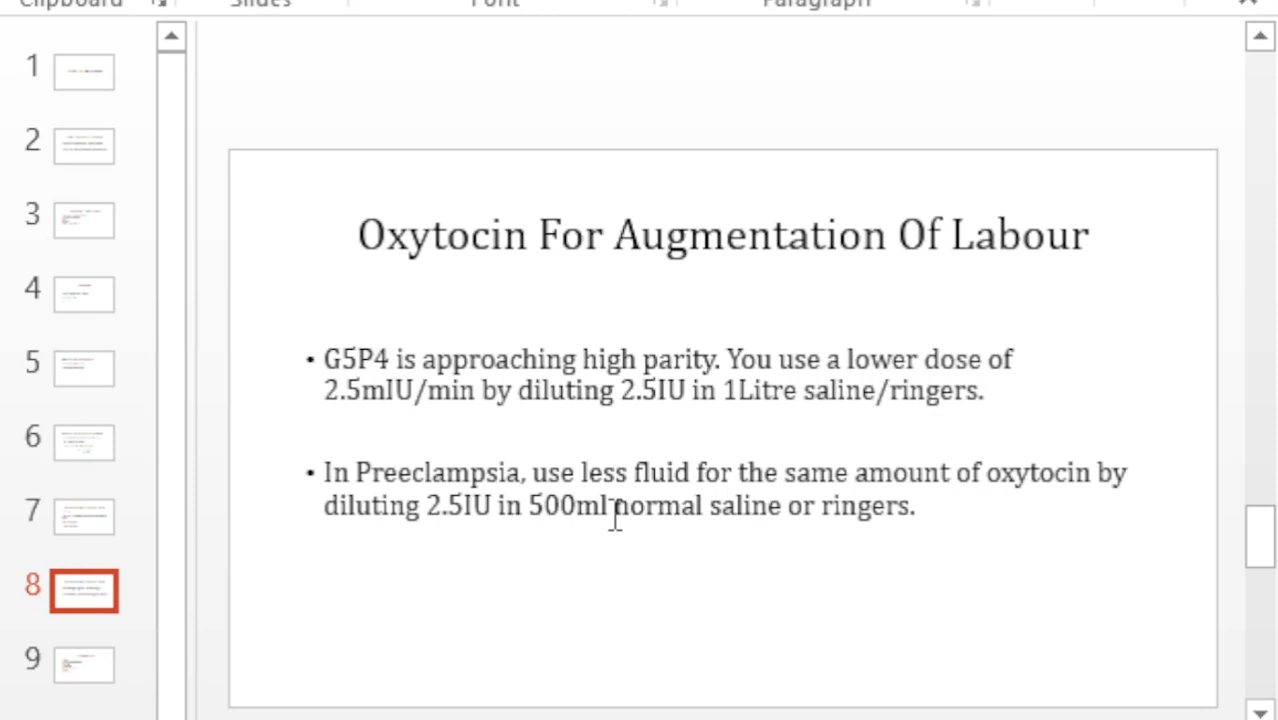 Clipboard Slides Font Paragraph
1
2
3
4
5
6
7
8
9
Oxytocin For Augmentation Of Labour
• G5P4 is approaching high parity. You use a lower dose of
2.5mIU/min by diluting 2.5IU in 1Litre saline/ringers.
• In Preeclampsia, use less fluid for the same amount of oxytocin by
diluting 2.5IU in 500ml normal saline or ringers.